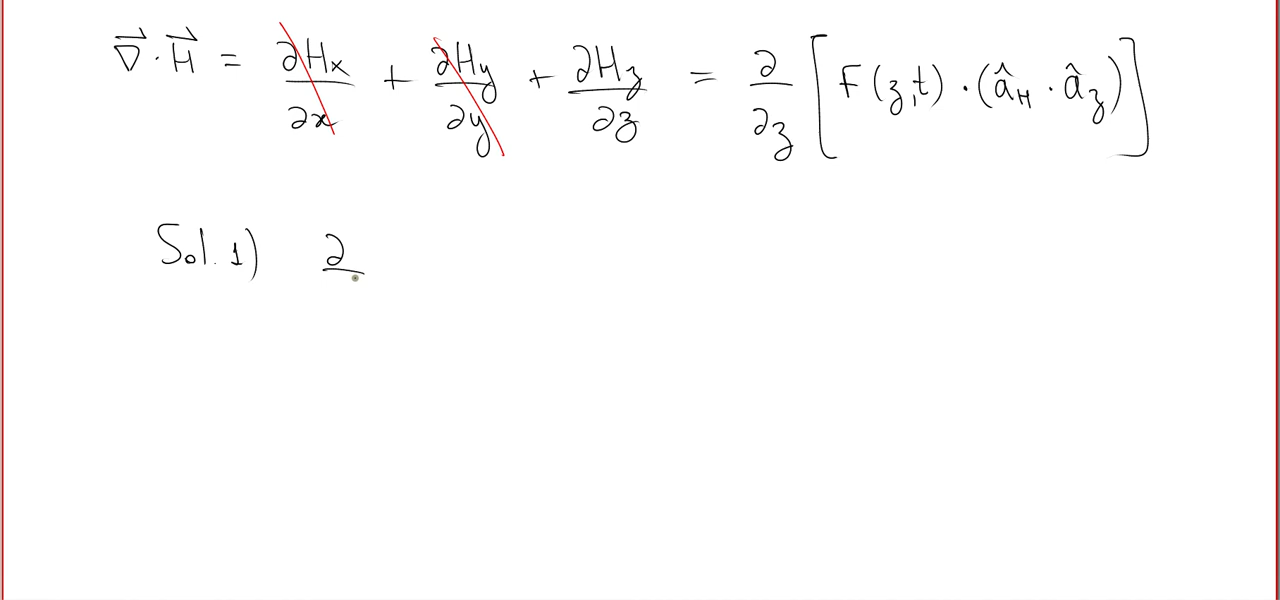 ∇⃗ · H⃗ = ∂Hx/∂x + ∂Hy/∂y + ∂Hz/∂z = ∂/∂z [F(z,t) · (âH · âz)]
Sol. 1) ∂